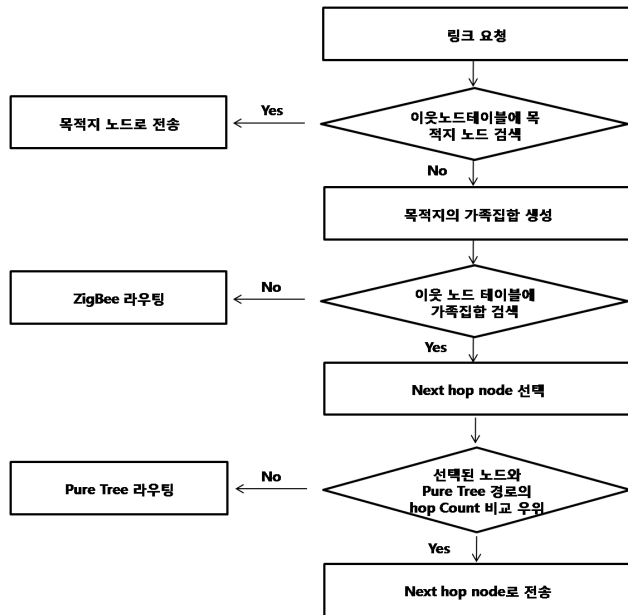 링크 요청
이웃노드테이블에 목
적지 노드 검색
Yes
목적지 노드로 전송
No
목적지의 가족집합 생성
이웃 노드 테이블에
가족집합 검색
No
ZigBee 라우팅
Yes
Next hop node 선택
선택된 노드와
Pure Tree 경로의
hop Count 비교 우위
No
Pure Tree 라우팅
Yes
Next hop node로 전송